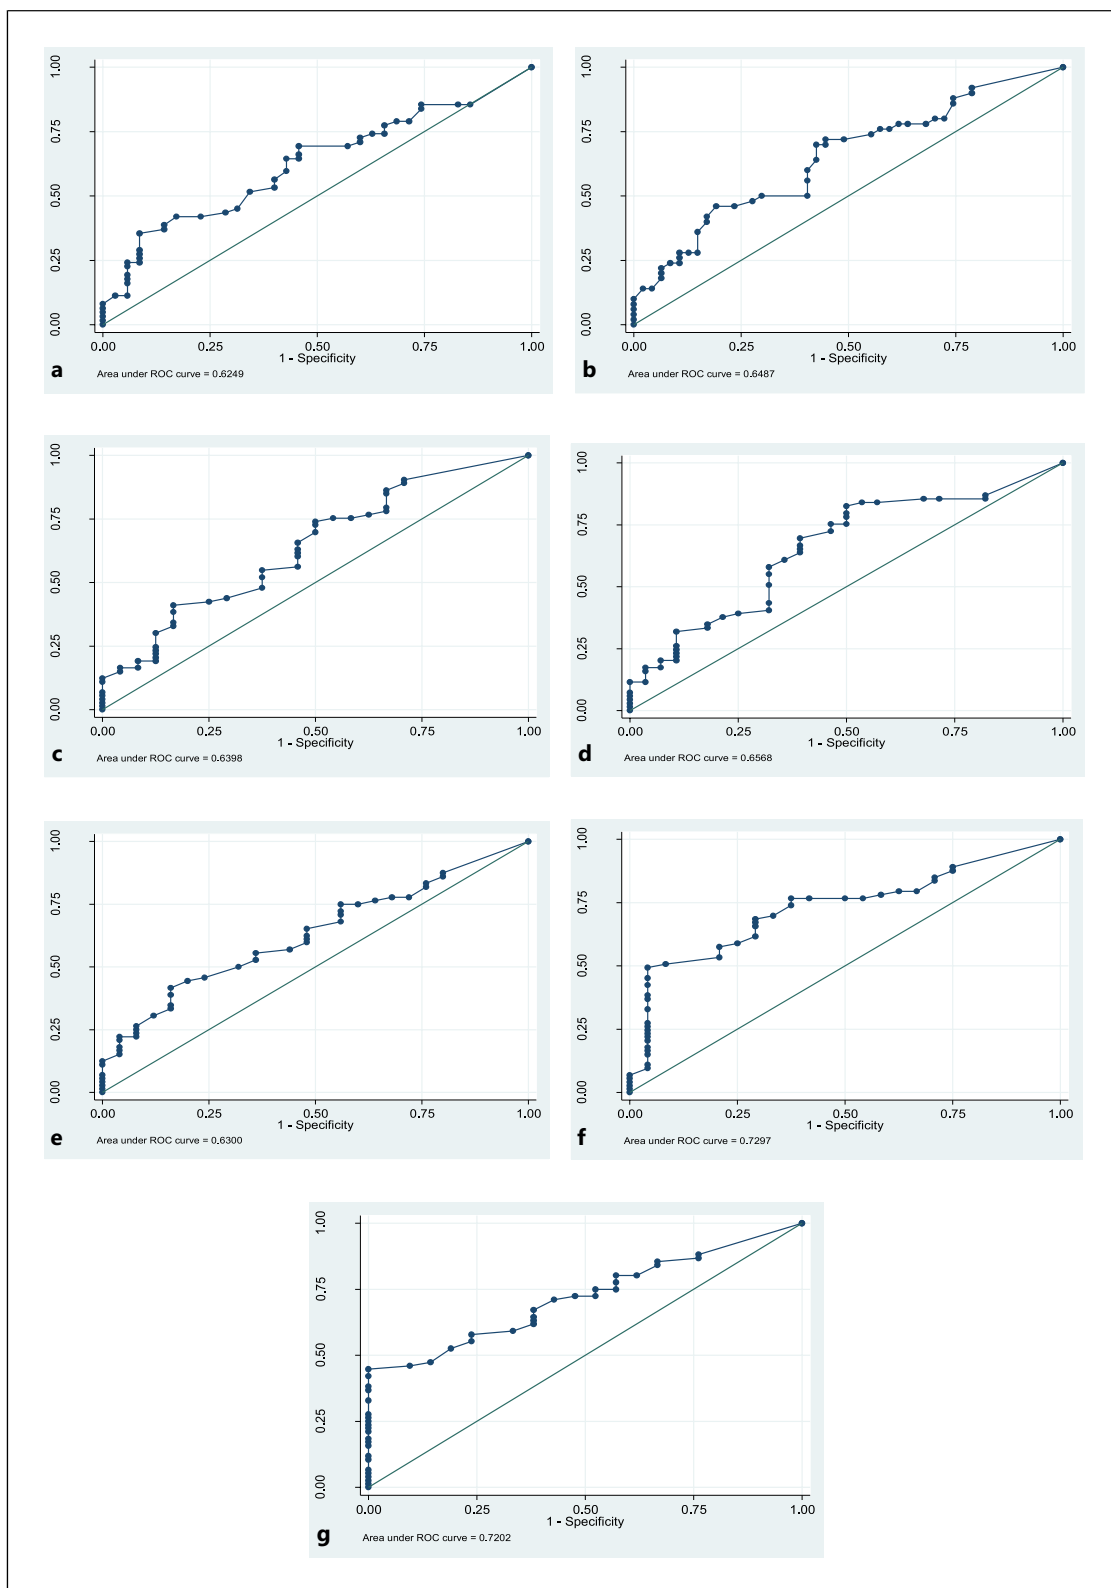 1.00
0.75
0.50
0.25
0.00
0.00 0.25 0.50 0.75 1.00
1 - Specificity
a
Area under ROC curve = 0.6249
1.00
0.75
0.50
0.25
0.00
0.00 0.25 0.50 0.75 1.00
1 - Specificity
b
Area under ROC curve = 0.6487
1.00
0.75
0.50
0.25
0.00
0.00 0.25 0.50 0.75 1.00
1 - Specificity
c
Area under ROC curve = 0.6398
1.00
0.75
0.50
0.25
0.00
0.00 0.25 0.50 0.75 1.00
1 - Specificity
d
Area under ROC curve = 0.6568
1.00
0.75
0.50
0.25
0.00
0.00 0.25 0.50 0.75 1.00
1 - Specificity
e
Area under ROC curve = 0.6300
1.00
0.75
0.50
0.25
0.00
0.00 0.25 0.50 0.75 1.00
1 - Specificity
f
Area under ROC curve = 0.7297
1.00
0.75
0.50
0.25
0.00
0.00 0.25 0.50 0.75 1.00
1 - Specificity
g
Area under ROC curve = 0.7202